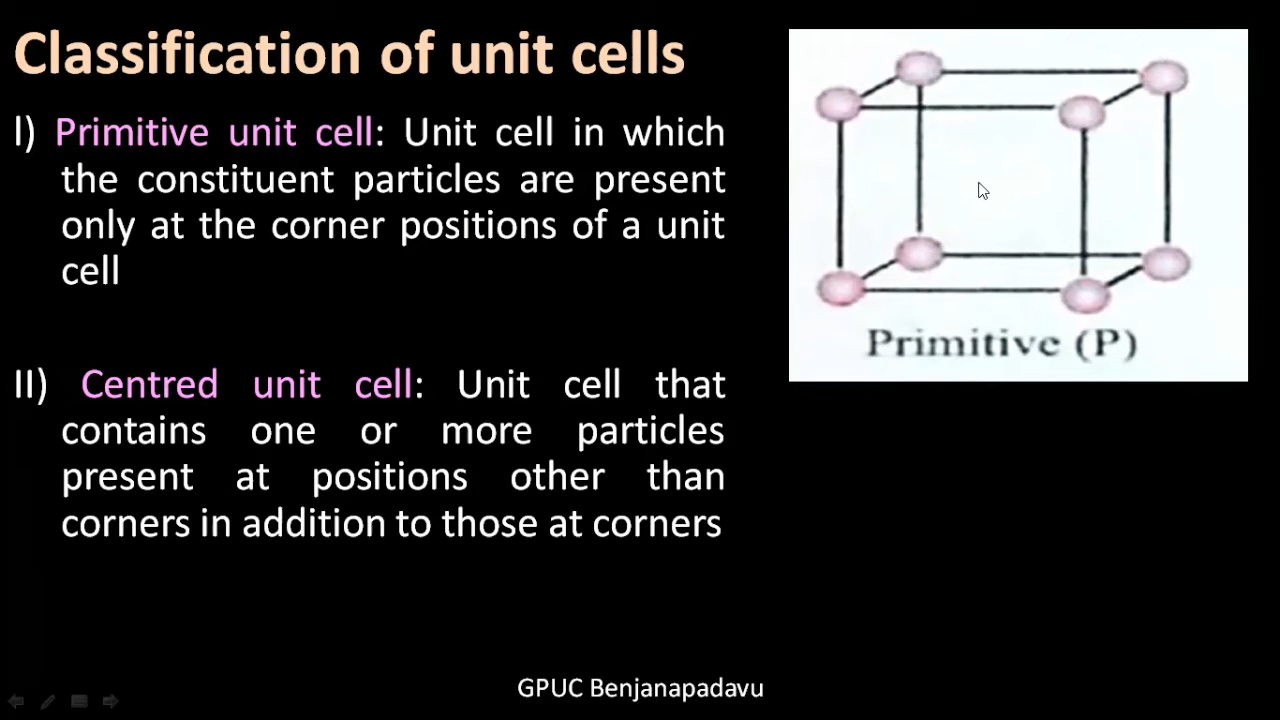 Classification of unit cells
I) Primitive unit cell: Unit cell in which
the constituent particles are present
only at the corner positions of a unit
cell
Primitive (P)
II) Centred unit cell: Unit cell that
contains one or more particles
present at positions other than
corners in addition to those at corners
GPUC Benjanapadavu